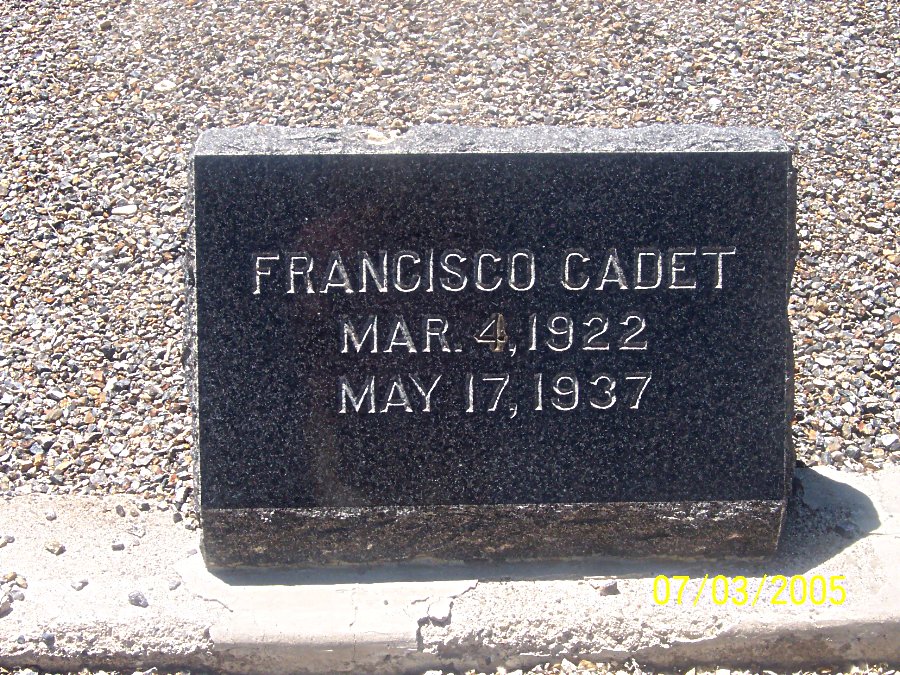 FRANCISCO CADET
MAR. 4, 1922
MAY 17, 1937
07/03/2005